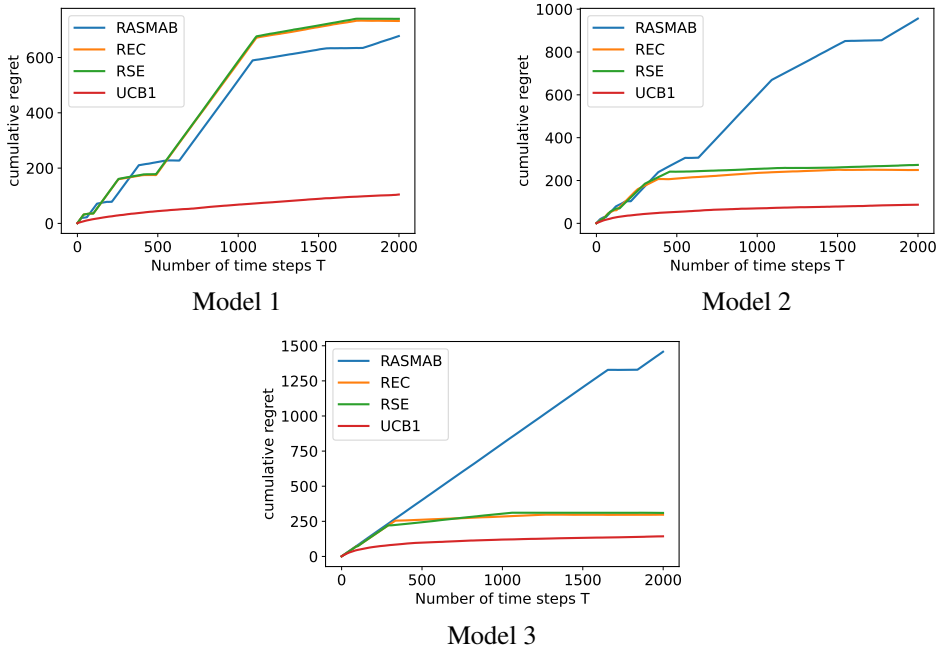 RASMAB
REC
RSE
UCB1
600
400
200
0
cumulative regret
0 500 1000 1500 2000
Number of time steps T
Model 1
RASMAB
REC
RSE
UCB1
1000
800
600
400
200
0
cumulative regret
0 500 1000 1500 2000
Number of time steps T
Model 2
RASMAB
REC
RSE
UCB1
1500
1250
1000
750
500
250
0
cumulative regret
0 500 1000 1500 2000
Number of time steps T
Model 3